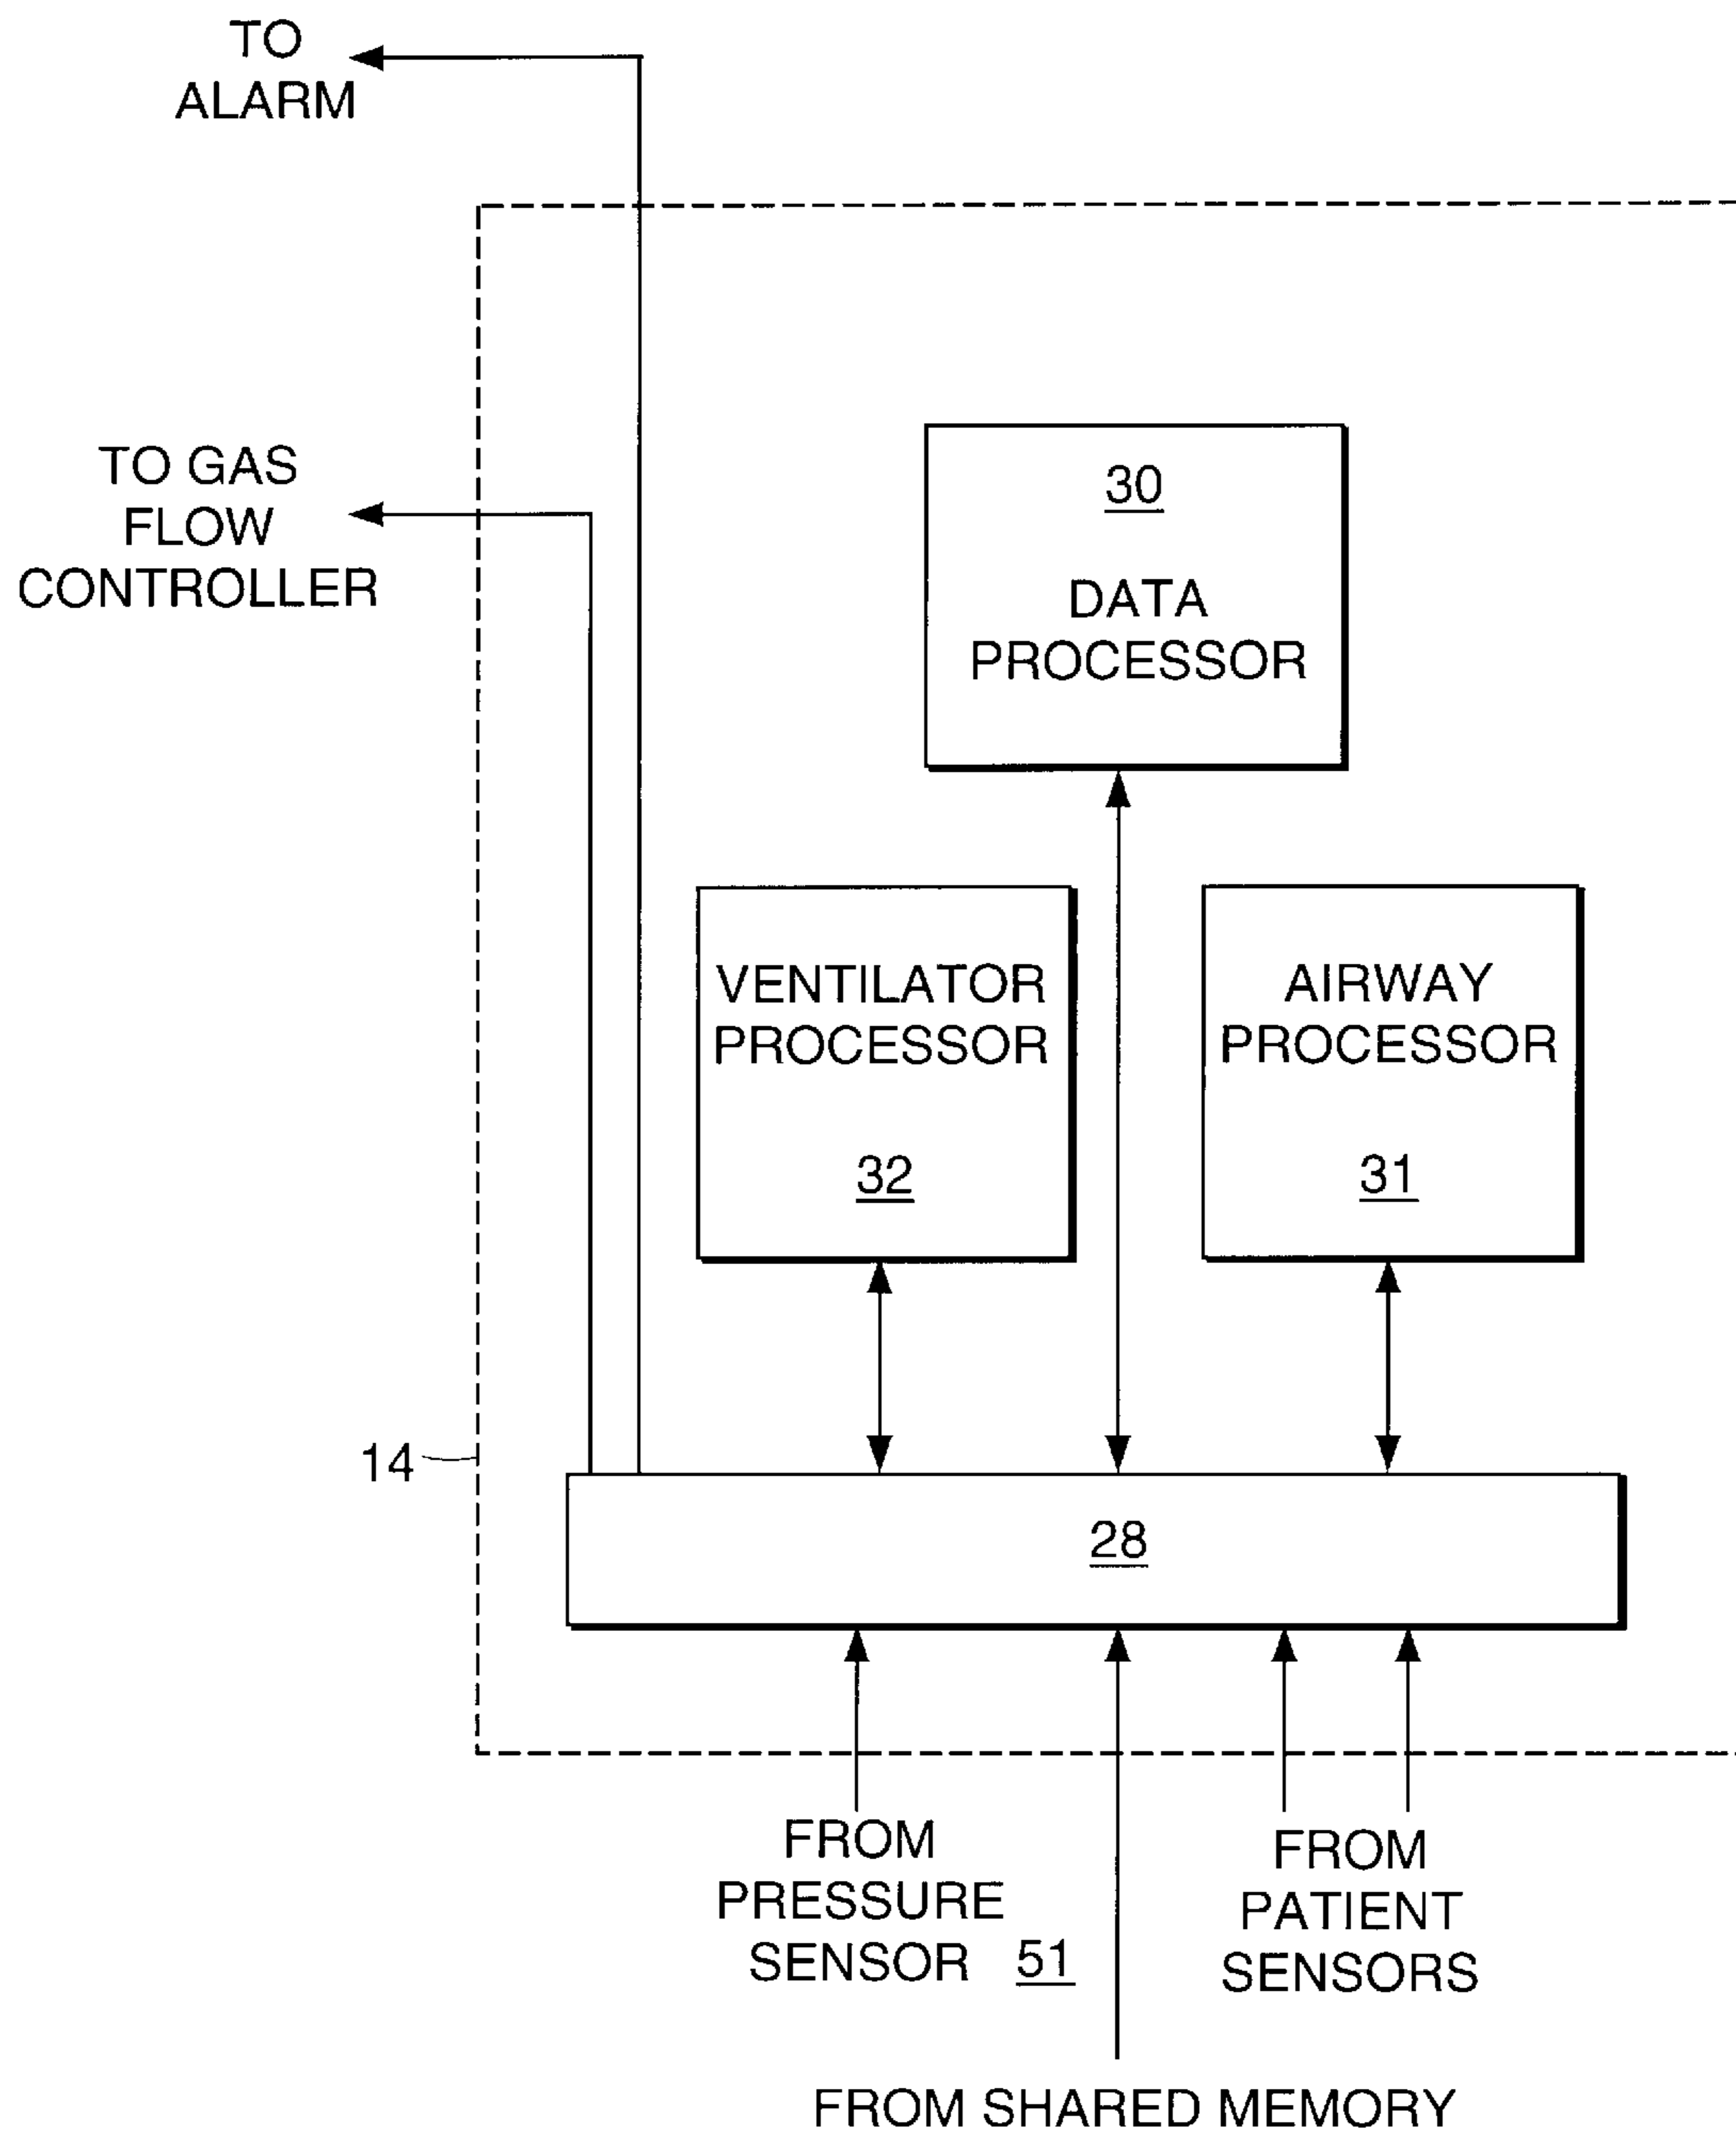 TO
ALARM
TO GAS
FLOW
CONTROLLER
30
DATA
PROCESSOR
VENTILATOR
PROCESSOR
32
AIRWAY
PROCESSOR
31
14
28
FROM
PRESSURE
SENSOR 51
FROM
PATIENT
SENSORS
FROM SHARED MEMORY